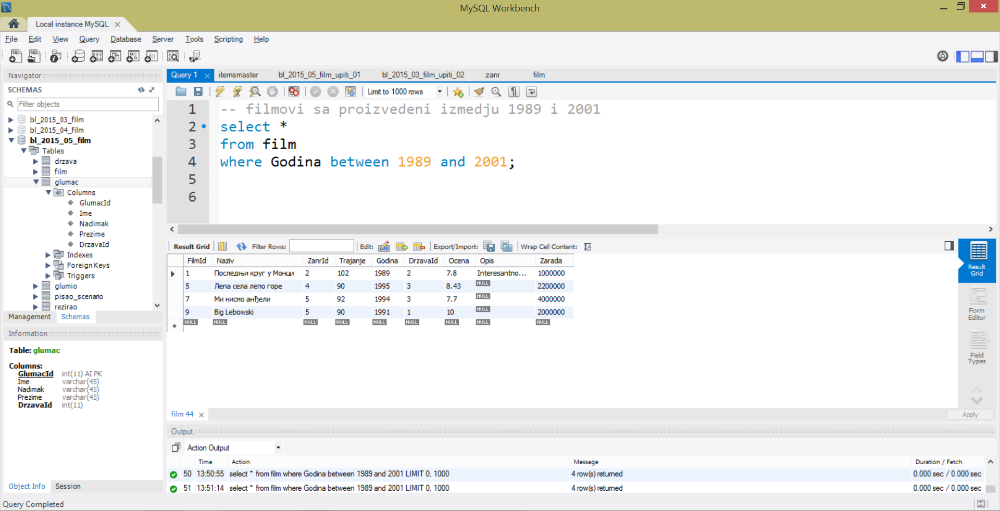 MySQL Workbench
Local instance MySQL
File Edit View Query Database Server Tools Scripting Help
Navigator
SCHEMAS
Filter objects
bl_2015_03_film
bl_2015_04_film
bl_2015_05_film
Tables
drzava
film
glumac
Columns
GlumacId
Ime
Nadimak
Prezime
DrzavaId
Indexes
Foreign Keys
Triggers
glumio
pisao_scenario
rezirao
Management Schemas
Information
Table: glumac
Columns:
GlumacId int(11) AI PK
Ime varchar(45)
Nadimak varchar(45)
Prezime varchar(45)
DrzavaId int(11)
Object Info Session
Query Completed
Query 1 itemsmaster bl_2015_05_film_upiti_01 bl_2015_03_film_upiti_02 zanr film
Limit to 1000 rows
1 -- filmovi sa proizvedeni izmedju 1989 i 2001
2 select *
3 from film
4 where Godina between 1989 and 2001;
5
6
Result Grid Filter Rows: Edit: Export/Import: Wrap Cell Content: IA
FilmId Naziv ZanrId Trajanje Godina DrzavaId Ocena Opis Zarada
1 Последњи круг у Монци 2 102 1989 2 7.8 Interesantno... 1000000
5 Лепа села лепо горе 4 90 1995 3 8.43 NULL 2200000
7 Ми нисмо анђели 5 92 1994 3 7.7 NULL 4000000
9 Big Lebowski 5 90 1991 1 10 NULL 2000000
* NULL NULL NULL NULL NULL NULL NULL NULL NULL
Result Grid
Form Editor
Field Types
film 44
Apply
Output
Action Output
Time Action Message Duration / Fetch
50 13:50:55 select * from film where Godina between 1989 and 2001 LIMIT 0, 1000 4 row(s) returned 0.000 sec / 0.000 sec
51 13:51:14 select * from film where Godina between 1989 and 2001 LIMIT 0, 1000 4 row(s) returned 0.000 sec / 0.000 sec